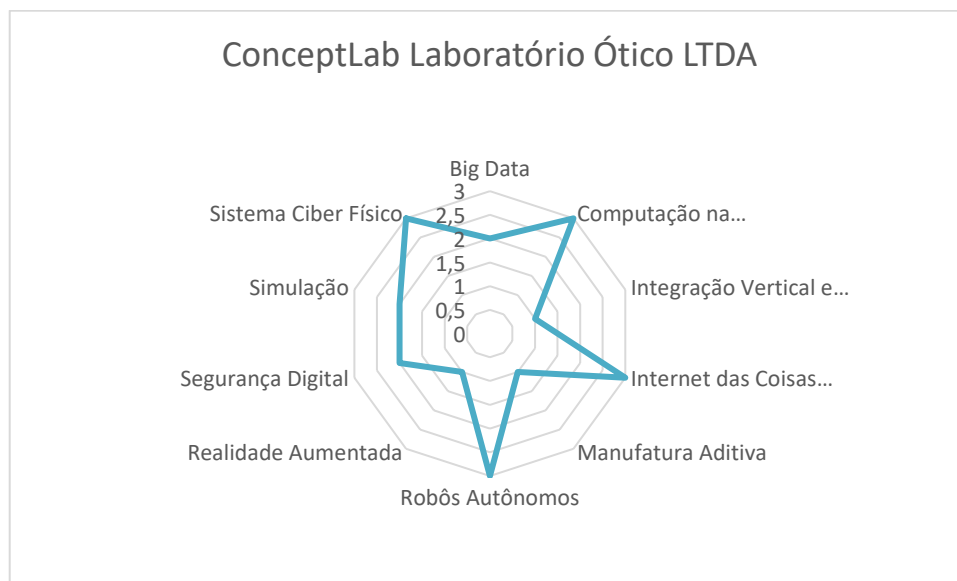 ConceptLab Laboratório Ótico LTDA
Big Data
3
Sistema Ciber Físico
2,5
Computação na...
2
1,5
Simulação
1
Integração Vertical e...
0,5
0
Segurança Digital
Internet das Coisas...
Realidade Aumentada
Manufatura Aditiva
Robôs Autônomos